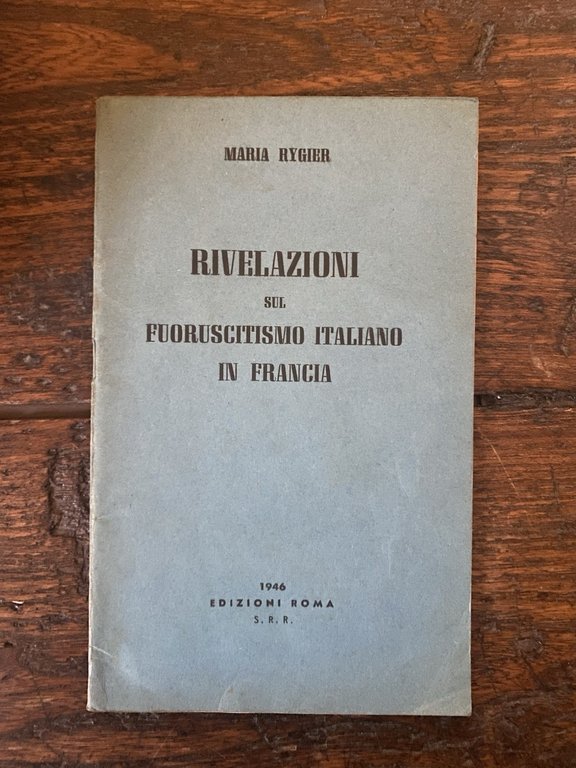 MARIA RYGIER
RIVELAZIONI
SUL
FUORUSCITISMO ITALIANO
IN FRANCIA
1946
EDIZIONI ROMA
S. R. R.